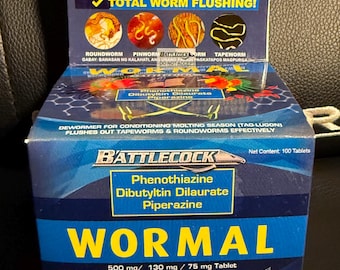 ✓ TOTAL WORM FLUSHING!
ROUNDWORM PINWORM TAPEWORM
WORMAL
Phenothiazine
Dibutyltin Dilaurate
Piperazine
DEWORMER FOR CONDITIONING MOLTING SEASON (TAG-LUGON)
FLUSHES OUT TAPEWORMS & ROUNDWORMS EFFECTIVELY
BATTLECOCK
Net Content: 100 Tablets
Phenothiazine
Dibutyltin Dilaurate
Piperazine
WORMAL
500 mg/ 130 mg / 75 mg Tablet